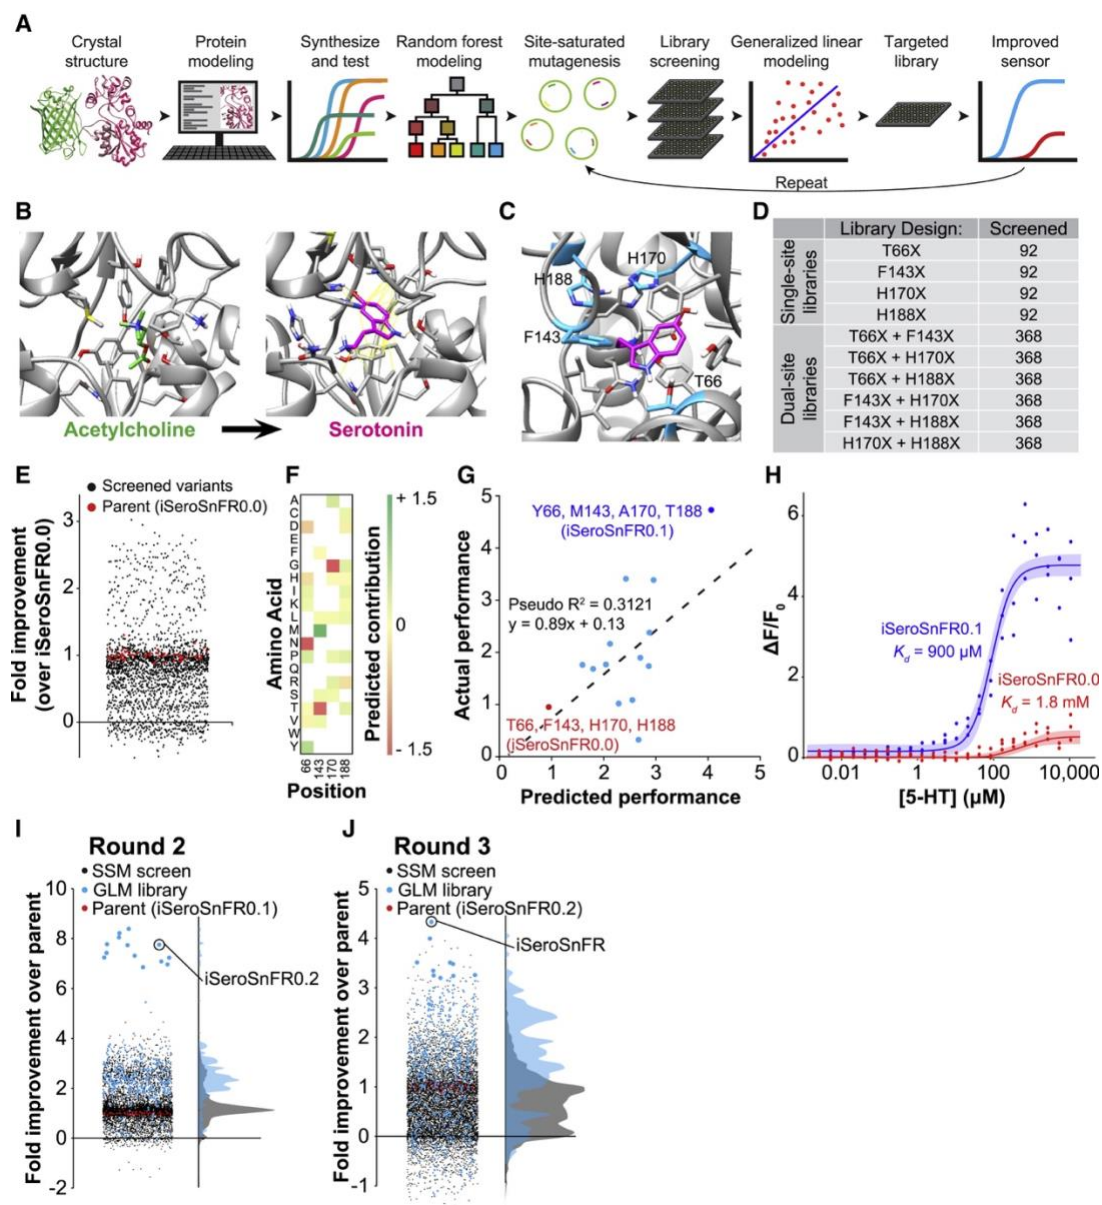 A
Crystal
structure
Protein
modeling
Synthesize
and test
Random forest
modeling
Site-saturated
mutagenesis
Library
screening
Generalized linear
modeling
Targeted
library
Improved
sensor
Repeat
B
Acetylcholine
Serotonin
C
H170
H188
F143
T66
D
Library Design: Screened
Single-site
libraries
T66X 92
F143X 92
H170X 92
H188X 92
Dual-site
libraries
T66X + F143X 368
T66X + H170X 368
T66X + H188X 368
F143X + H170X 368
F143X + H188X 368
H170X + H188X 368
E
Screened variants
Parent (iSeroSnFR0.0)
Fold improvement
(over iSeroSnFR0.0)
3
2
1
0
F
Amino Acid
A
C
D
E
F
G
H
I
K
L
M
N
P
Q
R
S
T
V
W
Y
66
143
170
188
Position
+ 1.5
0
- 1.5
Predicted contribution
G
Actual performance
5
4
3
2
1
0
Y66, M143, A170, T188
(iSeroSnFR0.1)
Pseudo R² = 0.3121
y = 0.89x + 0.13
T66, F143, H170, H188
(iSeroSnFR0.0)
0 1 2 3 4 5
Predicted performance
H
ΔF/F0
6
4
2
0
iSeroSnFR0.1
Kd = 900 µM
iSeroSnFR0.0
Kd = 1.8 mM
0.01 1 100 10,000
[5-HT] (µM)
I
Round 2
SSM screen
GLM library
Parent (iSeroSnFR0.1)
Fold improvement over parent
10
8
6
4
2
0
-2
iSeroSnFR0.2
J
Round 3
SSM screen
GLM library
Parent (iSeroSnFR0.2)
Fold improvement over parent
5
4
3
2
1
0
-1
iSeroSnFR